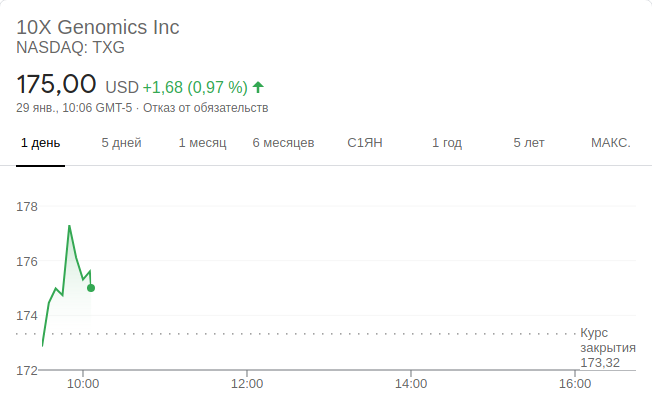 10X Genomics Inc
NASDAQ: TXG
175,00 USD +1,68 (0,97 %)
29 янв., 10:06 GMT-5 · Отказ от обязательств
1 день 5 дней 1 месяц 6 месяцев С1ЯН 1 год 5 лет МАКС.
178
176
174
Курс
закрытия
173,32
172
10:00 12:00 14:00 16:00